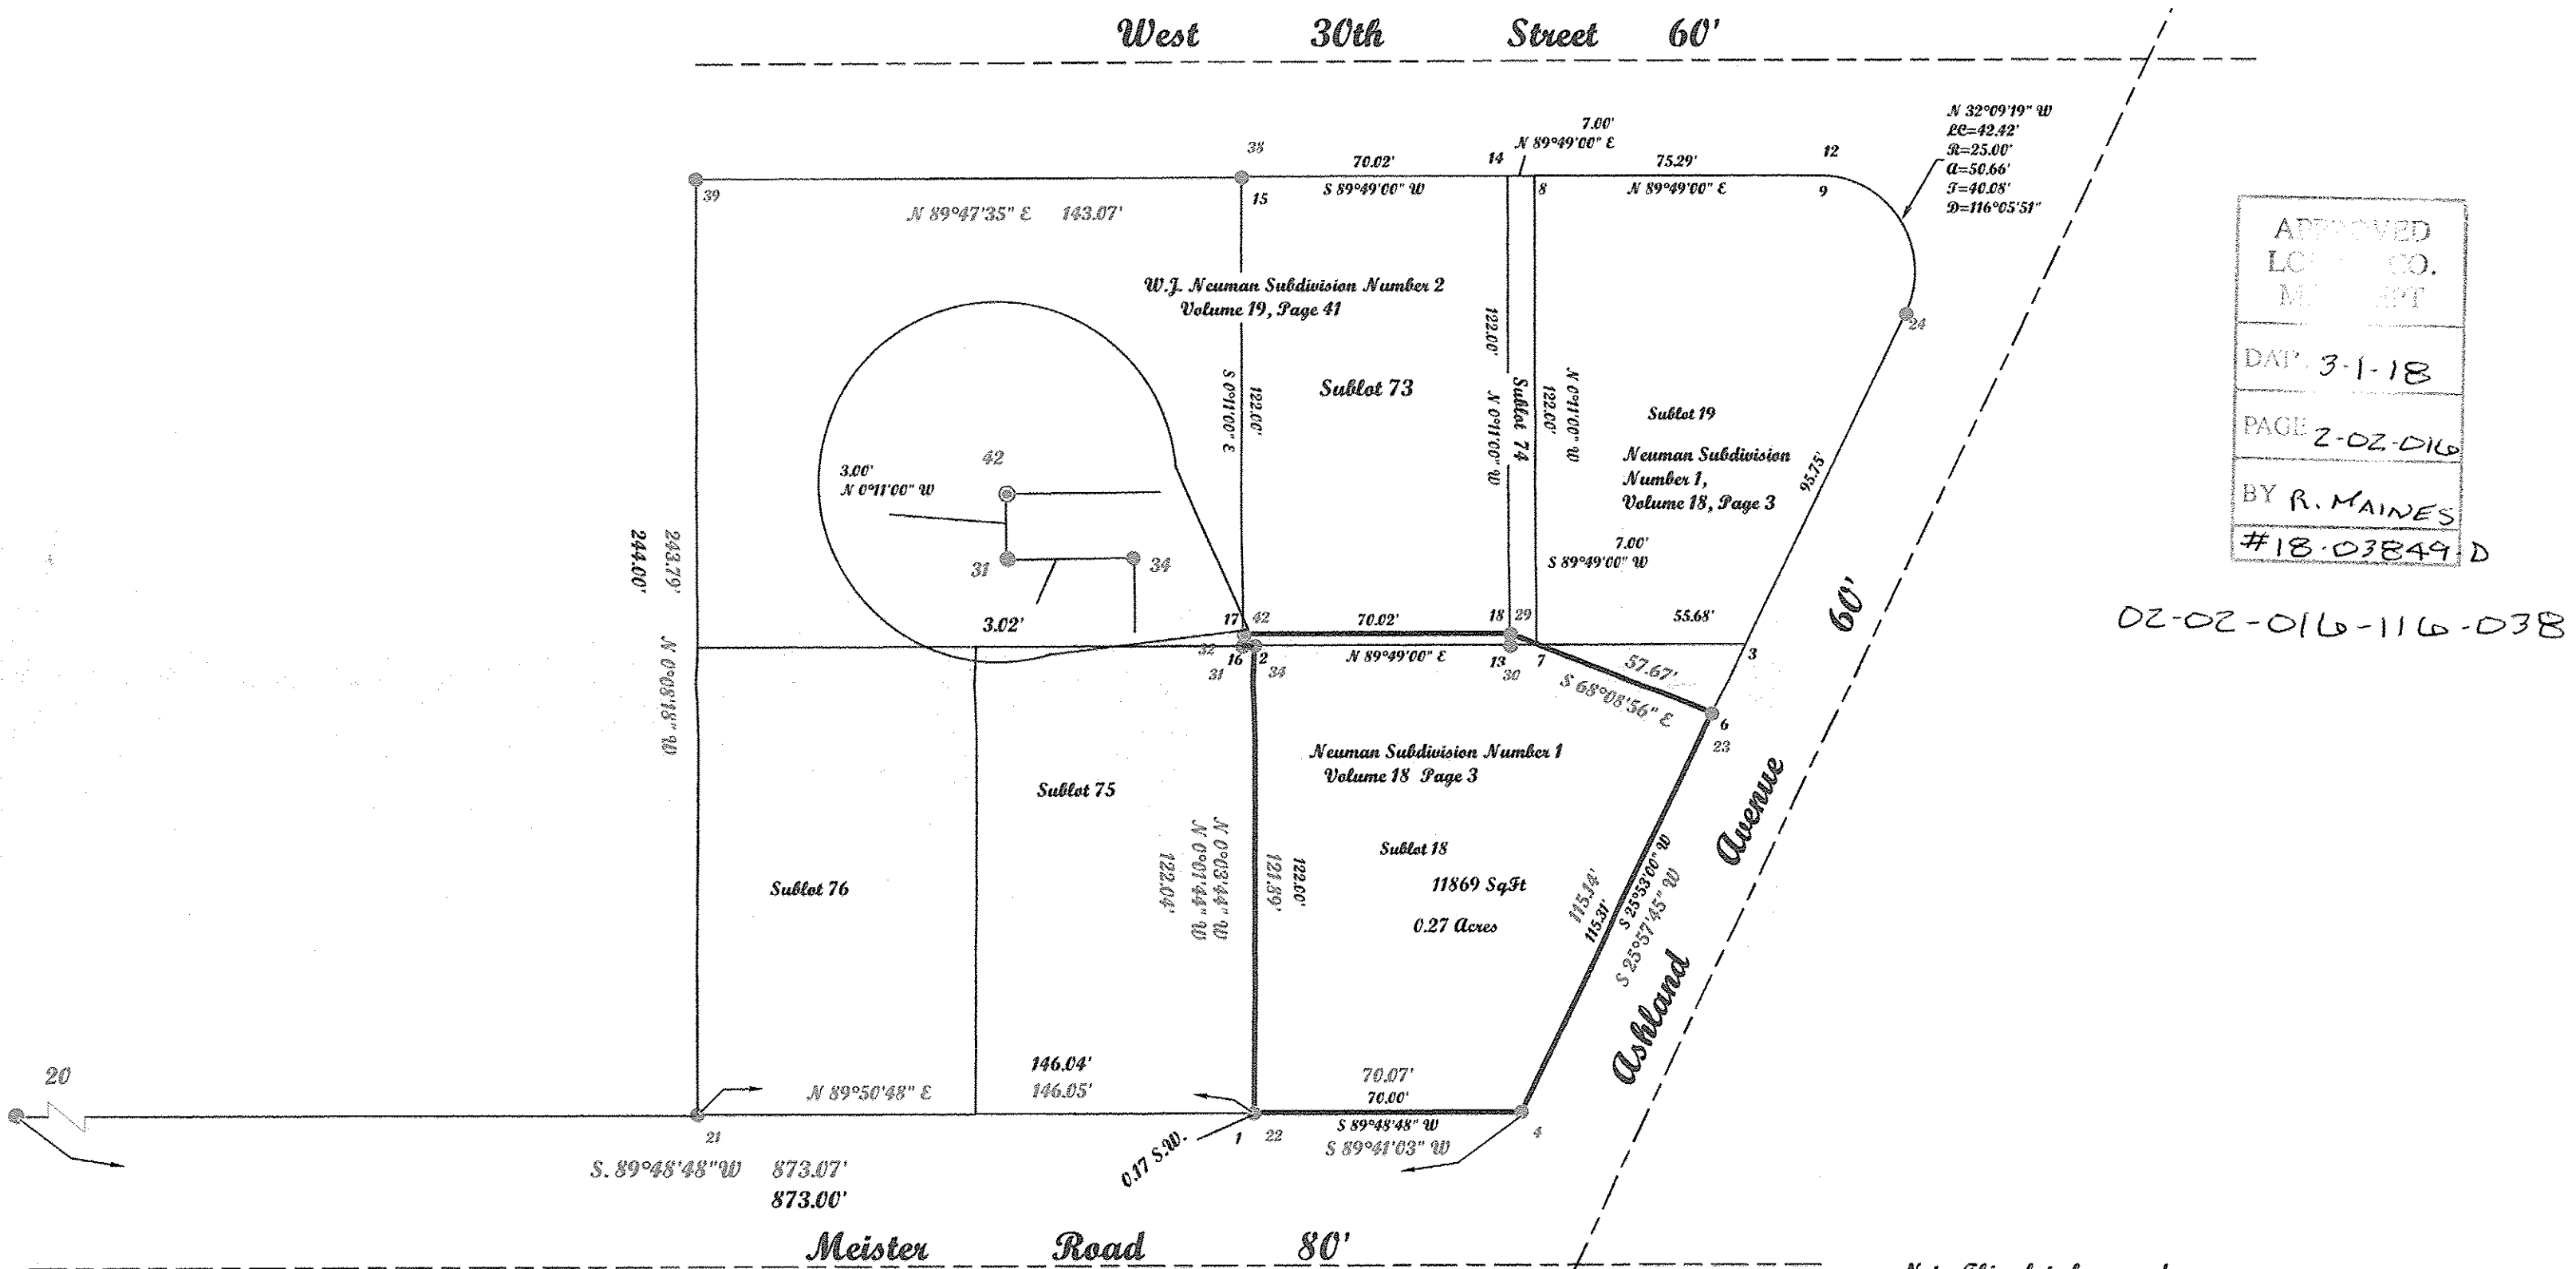 West 30th Street 60'
N 32°09'19" W
LC=42.42'
R=25.00'
A=50.66'
T=40.08'
D=116°05'51"
7.00'
N 89°49'00" E
38
70.02'
14
75.29'
12
39
S 89°49'00" W
8
N 89°49'00" E
9
N 89°47'35" E 143.07'
15
24
W.J. Neuman Subdivision Number 2
Volume 19, Page 41
Sublot 73
122.00'
S 0°11'00" E
122.00'
N 0°11'00" W
Sublot 74
N 0°11'00" W
122.00'
Sublot 19
Neuman Subdivision
Number 1,
Volume 18, Page 3
95.75'
42
3.00'
N 0°11'00" W
31
34
3.02'
7.00'
S 89°49'00" W
243.79'
244.00'
N 0°08'18" W
17
42
70.02'
18
29
55.68'
32
16
2
N 89°49'00" E
13
7
3
31
34
30
57.67'
S 68°08'56" E
6
23
Neuman Subdivision Number 1
Volume 18 Page 3
Sublot 75
Sublot 76
N 0°03'44" W
N 0°01'44" W
122.04'
122.00'
121.89'
Sublot 18
11869 SqFt
0.27 Acres
115.14'
115.31'
S 25°53'00" W
S 25°57'45" W
Ashland Avenue 60'
20
146.04'
N 89°50'48" E
146.05'
70.07'
70.00'
21
0.17 S.W.
1
22
S 89°48'48" W
4
S 89°41'03" W
S. 89°48'48"W 873.07'
873.00'
Meister Road 80'
APPROVED
CO.
DAT 3-1-18
PAGE 2-02-016
BY R. MAINES
#18-03849-D
02-02-016-116-038